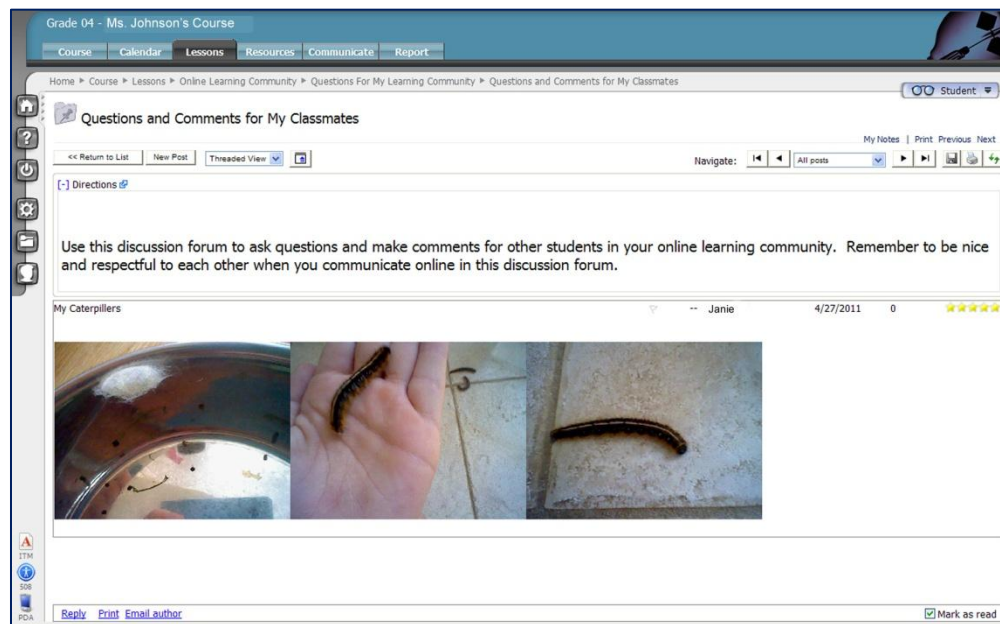 Grade 04 - Ms. Johnson's Course
Course Calendar Lessons Resources Communicate Report
Home ▸ Course ▸ Lessons ▸ Online Learning Community ▸ Questions For My Learning Community ▸ Questions and Comments for My Classmates
Student
Questions and Comments for My Classmates
My Notes | Print Previous Next
<< Return to List New Post Threaded View Navigate: All posts
[-] Directions
Use this discussion forum to ask questions and make comments for other students in your online learning community. Remember to be nice
and respectful to each other when you communicate online in this discussion forum.
My Caterpillers -- Janie 4/27/2011 0
ITM
508
PDA
Reply Print Email author Mark as read